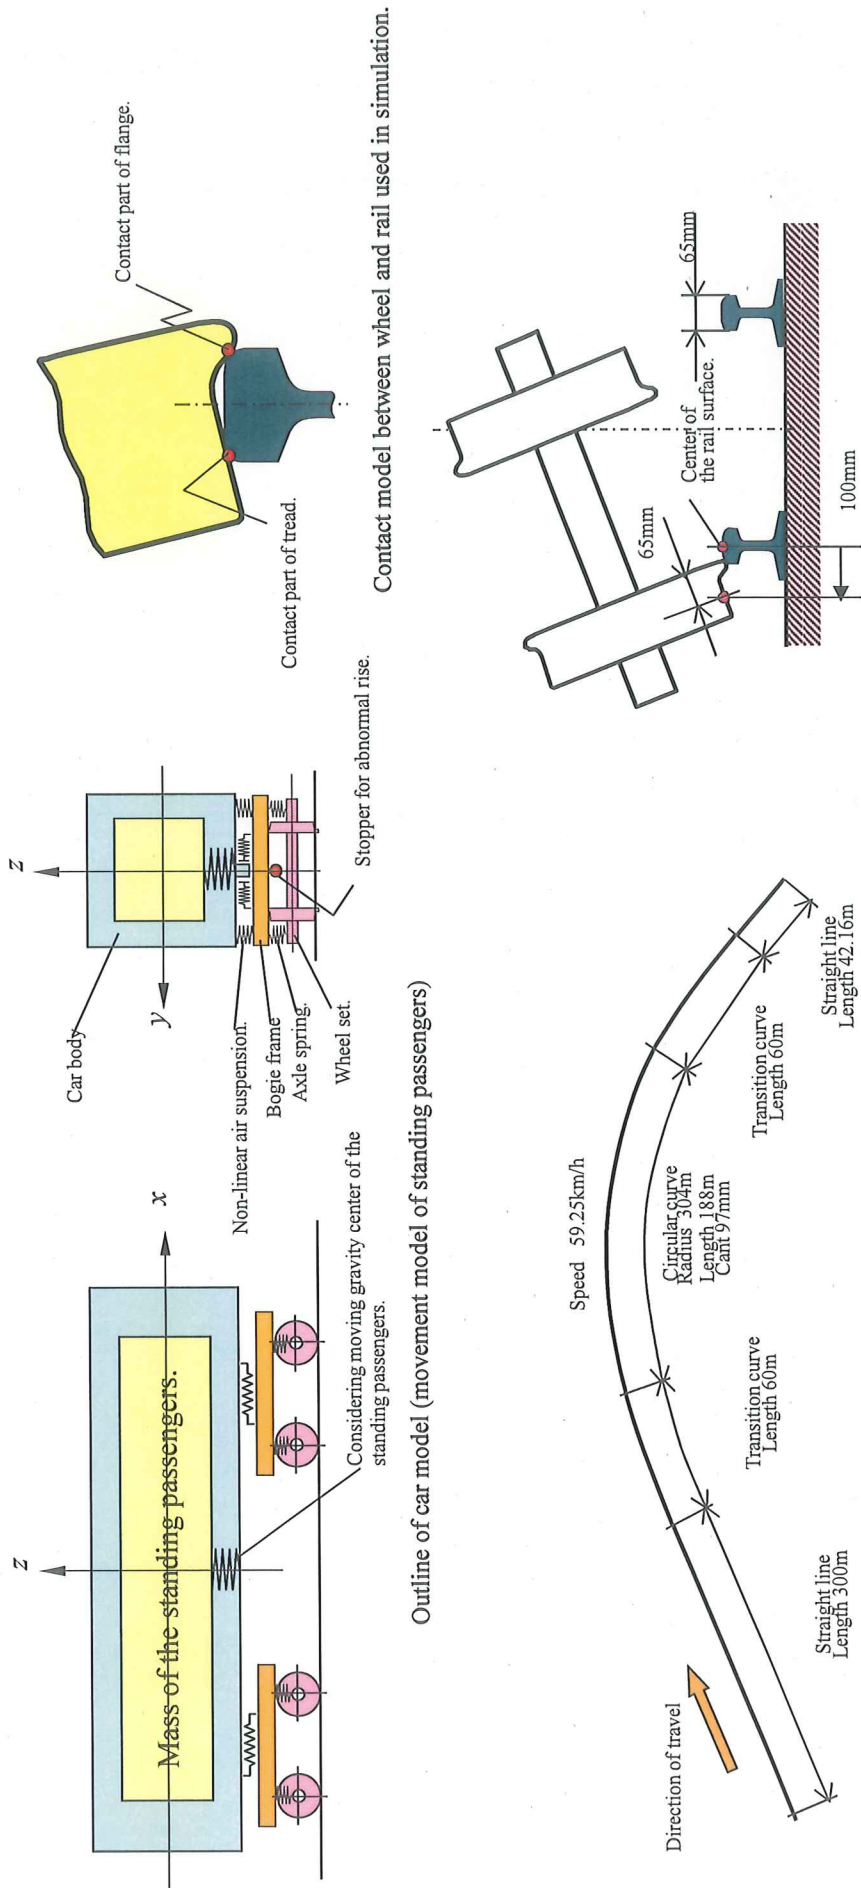 z
x
Mass of the standing passengers.
Considering moving gravity center of the
standing passengers.
z
y
Car body
Non-linear air suspension.
Bogie frame
Axle spring.
Wheel set.
Stopper for abnormal rise.
Outline of car model (movement model of standing passengers)
Contact part of flange.
Contact part of tread.
Contact model between wheel and rail used in simulation.
Direction of travel
Speed 59.25km/h
Straight line
Length 300m
Transition curve
Length 60m
Circular curve
Radius 304m
Length 188m
Cant 97mm
Transition curve
Length 60m
Straight line
Length 42.16m
65mm
Center of
the rail surface.
65mm
100mm